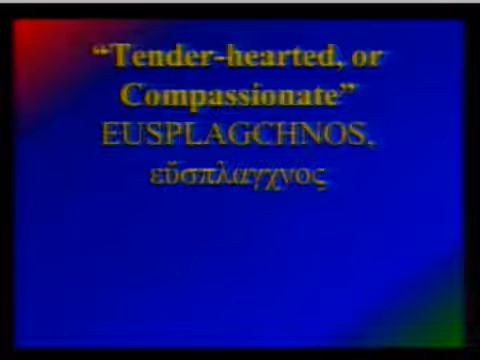 “Tender-hearted, or
Compassionate”
EUSPLAGCHNOS,
εὔσπλαγχνος